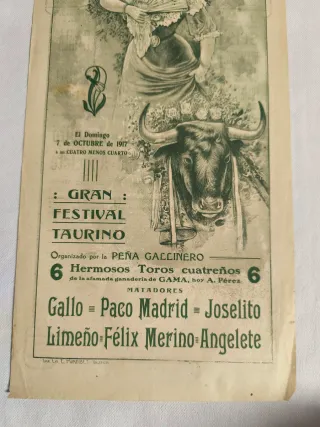 El Domingo
7 de OCTUBRE de 1917
a las CUATRO MENOS CUARTO
: GRAN :
FESTIVAL
TAURINO
Organizado por la PEÑA GALLINERO
6 Hermosos Toros cuatreños 6
de la afamada ganadería de GAMA, hoy A. Pérez
MATADORES
Gallo = Paco Madrid = Joselito
Limeño=Félix Merino=Angelete